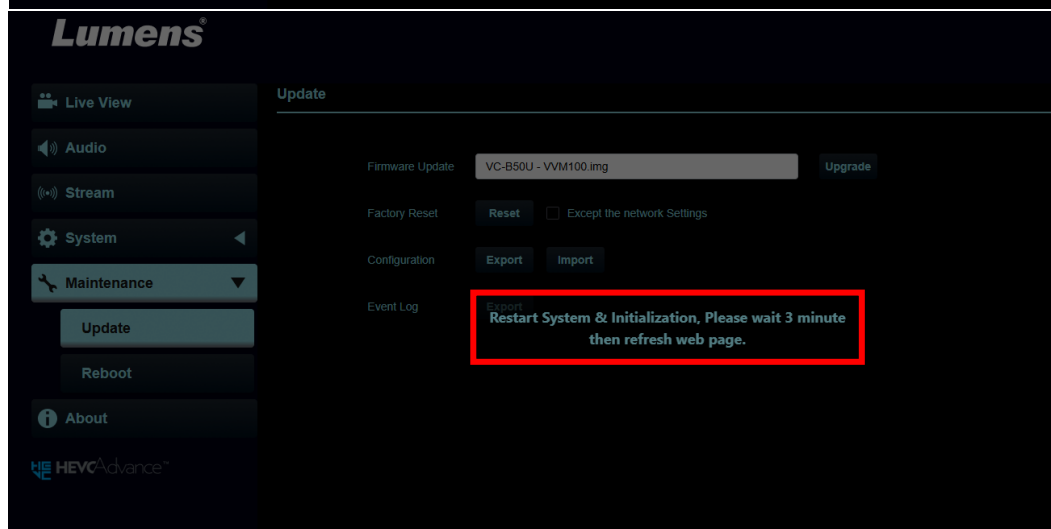 Lumens®
Live View
Audio
Stream
System
Maintenance
Update
Reboot
About
HEVCAdvance™
Update
Firmware Update VC-B50U - VVM100.img Upgrade
Factory Reset Reset Except the network Settings
Configuration Export Import
Event Log Export
Restart System & Initialization, Please wait 3 minute
then refresh web page.